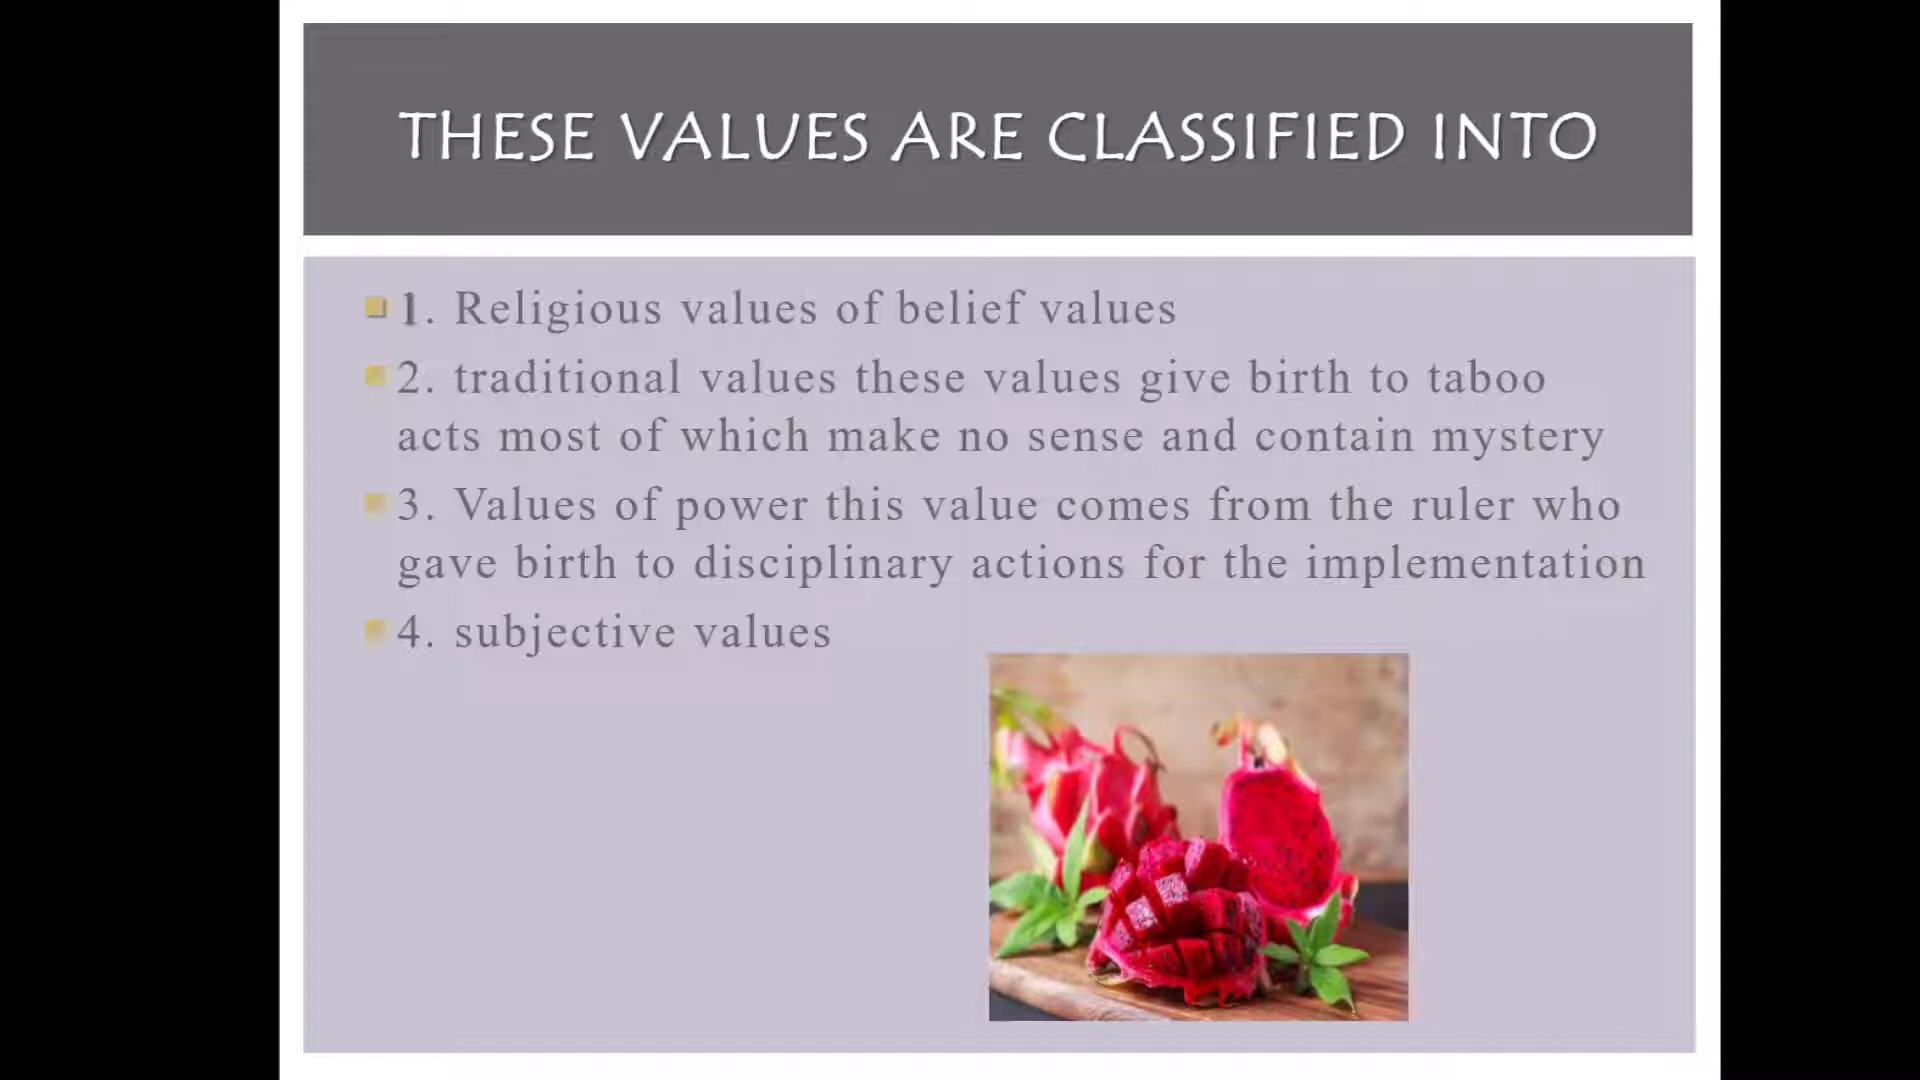 THESE VALUES ARE CLASSIFIED INTO
1. Religious values of belief values
2. traditional values these values give birth to taboo
acts most of which make no sense and contain mystery
3. Values of power this value comes from the ruler who
gave birth to disciplinary actions for the implementation
4. subjective values